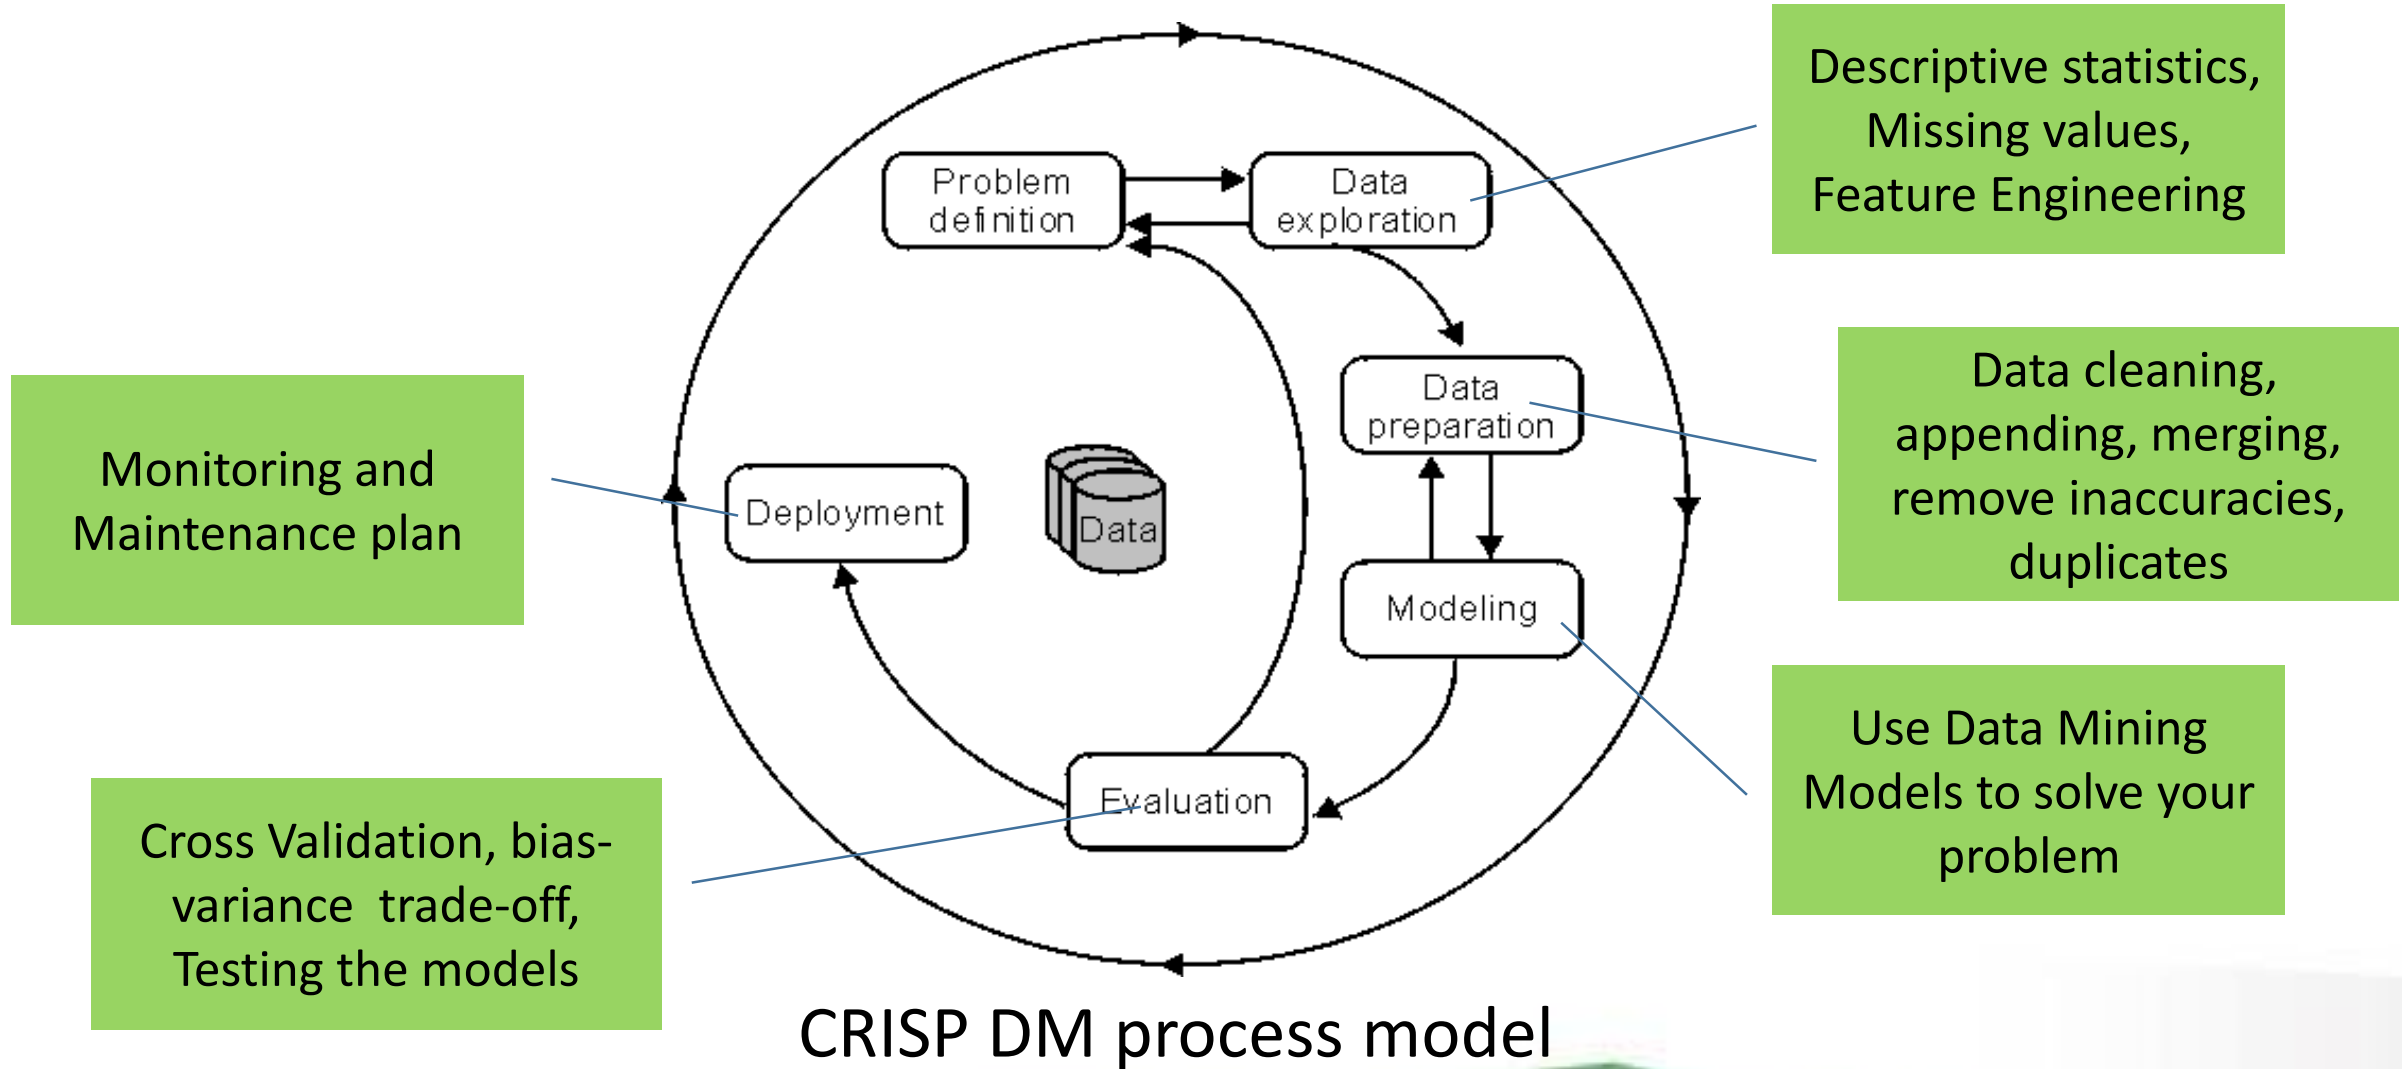 Descriptive statistics,
Missing values,
Feature Engineering
Problem
definition
Data
exploration
Data cleaning,
appending, merging,
remove inaccuracies,
duplicates
Data
preparation
Monitoring and
Maintenance plan
Deployment
Data
Modeling
Use Data Mining
Models to solve your
problem
Evaluation
Cross Validation, bias-
variance  trade-off,
Testing the models
CRISP DM process model